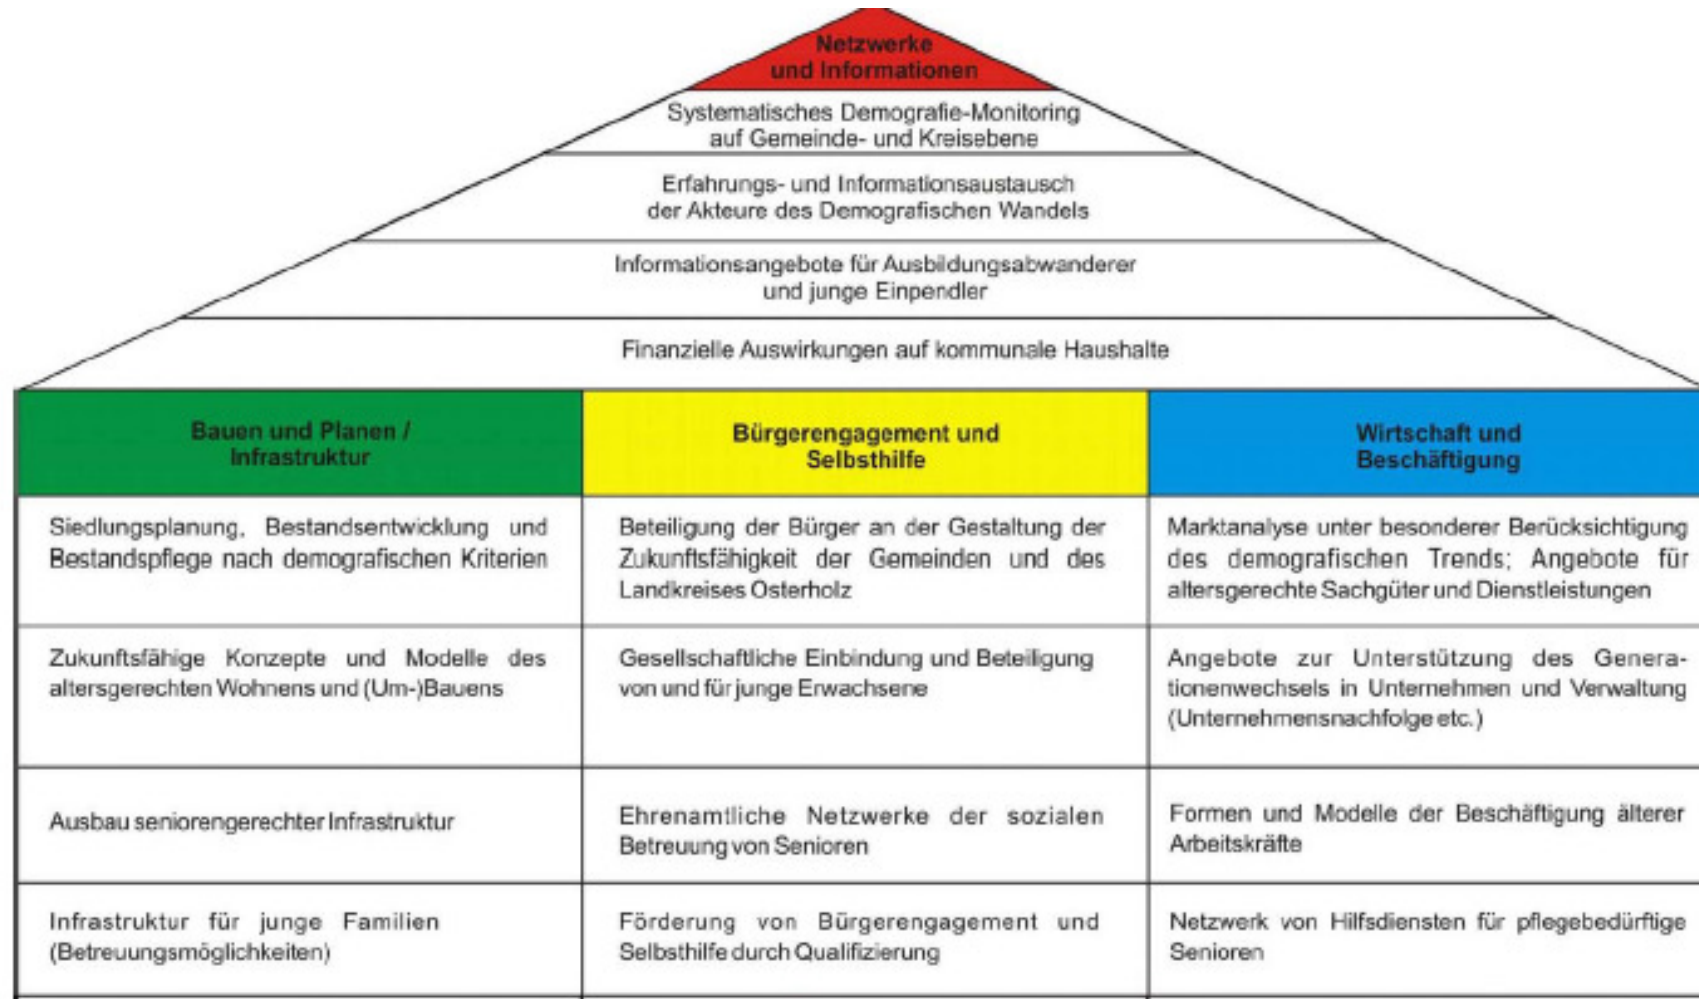 Netzwerke
und Informationen
Systematisches Demografie-Monitoring
auf Gemeinde- und Kreisebene
Erfahrungs- und Informationsaustausch
der Akteure des Demografischen Wandels
Informationsangebote für Ausbildungsabwanderer
und junge Einpendler
Finanzielle Auswirkungen auf kommunale Haushalte
Bauen und Planen /
Infrastruktur
Bürgerengagement und
Selbsthilfe
Wirtschaft und
Beschäftigung
Siedlungsplanung, Bestandsentwicklung und
Bestandspflege nach demografischen Kriterien
Beteiligung der Bürger an der Gestaltung der
Zukunftsfähigkeit der Gemeinden und des
Landkreises Osterholz
Marktanalyse unter besonderer Berücksichtigung
des demografischen Trends; Angebote für
altersgerechte Sachgüter und Dienstleistungen
Zukunftsfähige Konzepte und Modelle des
altersgerechten Wohnens und (Um-)Bauens
Gesellschaftliche Einbindung und Beteiligung
von und für junge Erwachsene
Angebote zur Unterstützung des Genera-
tionenwechsels in Unternehmen und Verwaltung
(Unternehmensnachfolge etc.)
Ausbau seniorengerechter Infrastruktur
Ehrenamtliche Netzwerke der sozialen
Betreuung von Senioren
Formen und Modelle der Beschäftigung älterer
Arbeitskräfte
Infrastruktur für junge Familien
(Betreuungsmöglichkeiten)
Förderung von Bürgerengagement und
Selbsthilfe durch Qualifizierung
Netzwerk von Hilfsdiensten für pflegebedürftige
Senioren